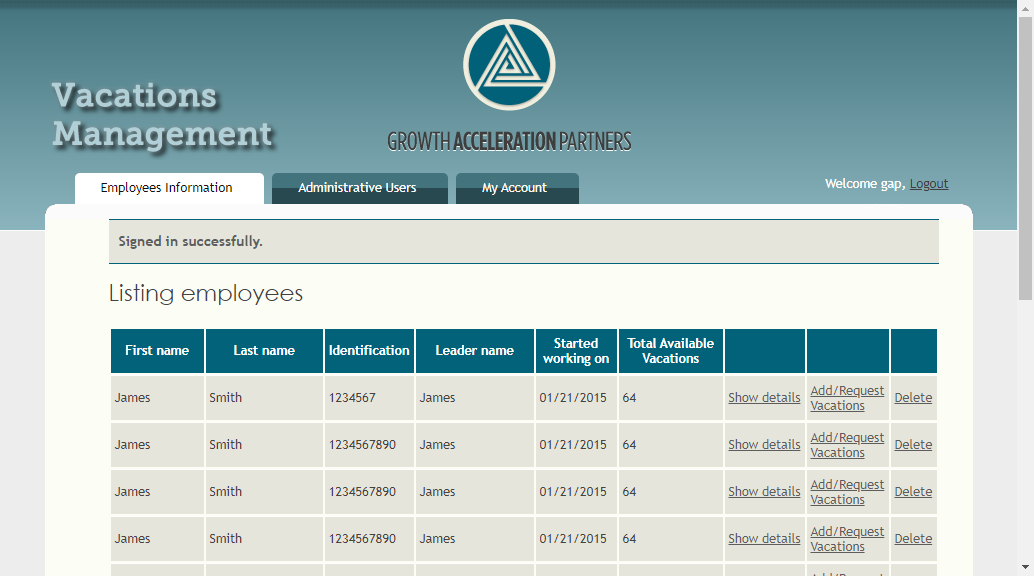 Vacations
Management
GROWTH ACCELERATION PARTNERS
Employees Information Administrative Users My Account Welcome gap, Logout
Signed in successfully.
Listing employees
First name Last name Identification Leader name Started working on Total Available Vacations
James Smith 1234567 James 01/21/2015 64 Show details Add/Request Vacations Delete
James Smith 1234567890 James 01/21/2015 64 Show details Add/Request Vacations Delete
James Smith 1234567890 James 01/21/2015 64 Show details Add/Request Vacations Delete
James Smith 1234567890 James 01/21/2015 64 Show details Add/Request Vacations Delete